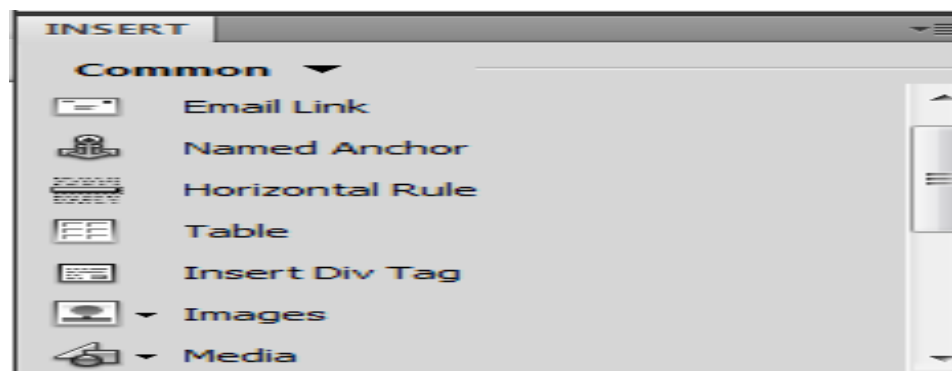 INSERT
Common
Email Link
Named Anchor
Horizontal Rule
Table
Insert Div Tag
Images
Media